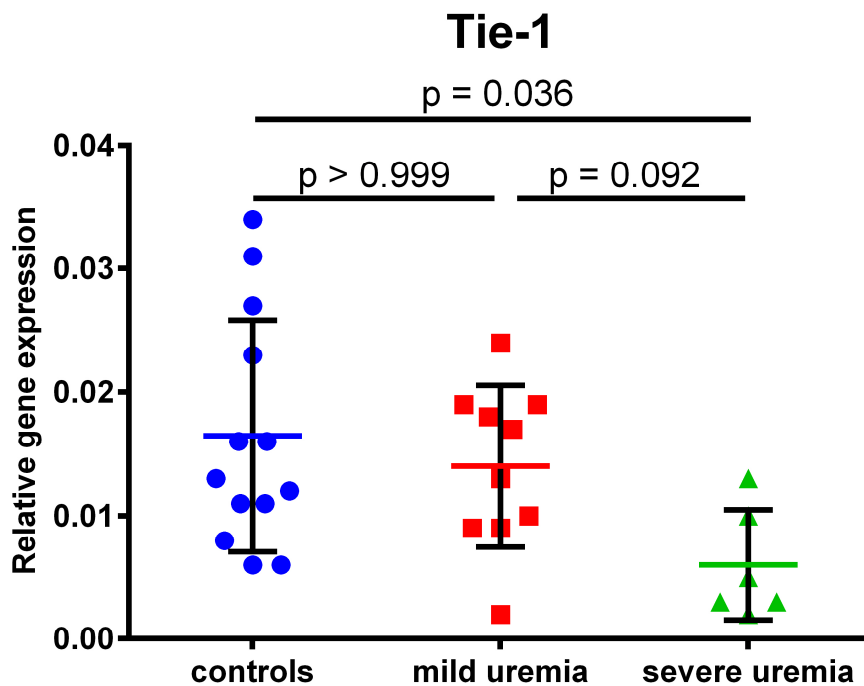 Tie-1
p = 0.036
p > 0.999
p = 0.092
Relative gene expression
0.04
0.03
0.02
0.01
0.00
controls
mild uremia
severe uremia